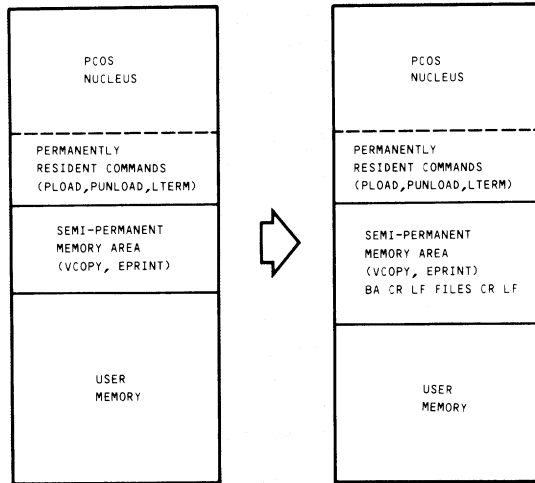 PCOS
NUCLEUS
PERMANENTLY
RESIDENT COMMANDS
(PLOAD,PUNLOAD,LTERM)
SEMI-PERMANENT
MEMORY AREA
(VCOPY, EPRINT)
USER
MEMORY
PCOS
NUCLEUS
PERMANENTLY
RESIDENT COMMANDS
(PLOAD,PUNLOAD,LTERM)
SEMI-PERMANENT
MEMORY AREA
(VCOPY, EPRINT)
BA CR LF FILES CR LF
USER
MEMORY